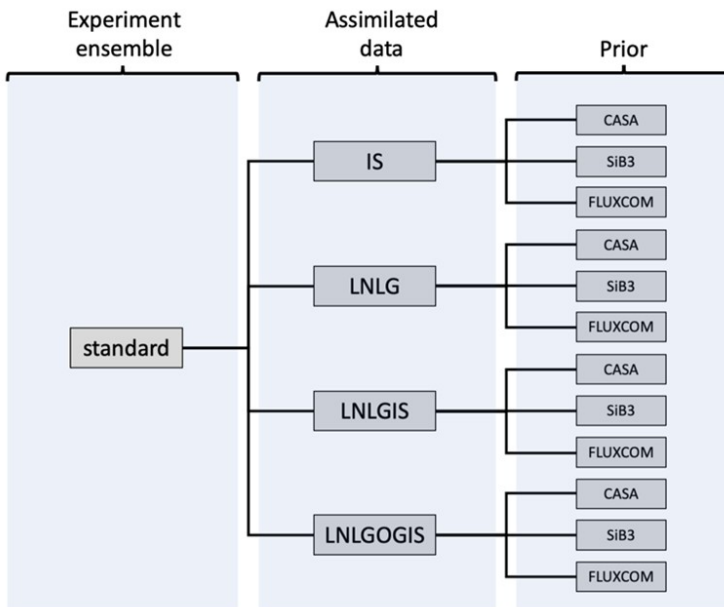 Experiment
ensemble
Assimilated
data
Prior
standard
IS
CASA
SiB3
FLUXCOM
LNLG
CASA
SiB3
FLUXCOM
LNLGIS
CASA
SiB3
FLUXCOM
LNLGOGIS
CASA
SiB3
FLUXCOM